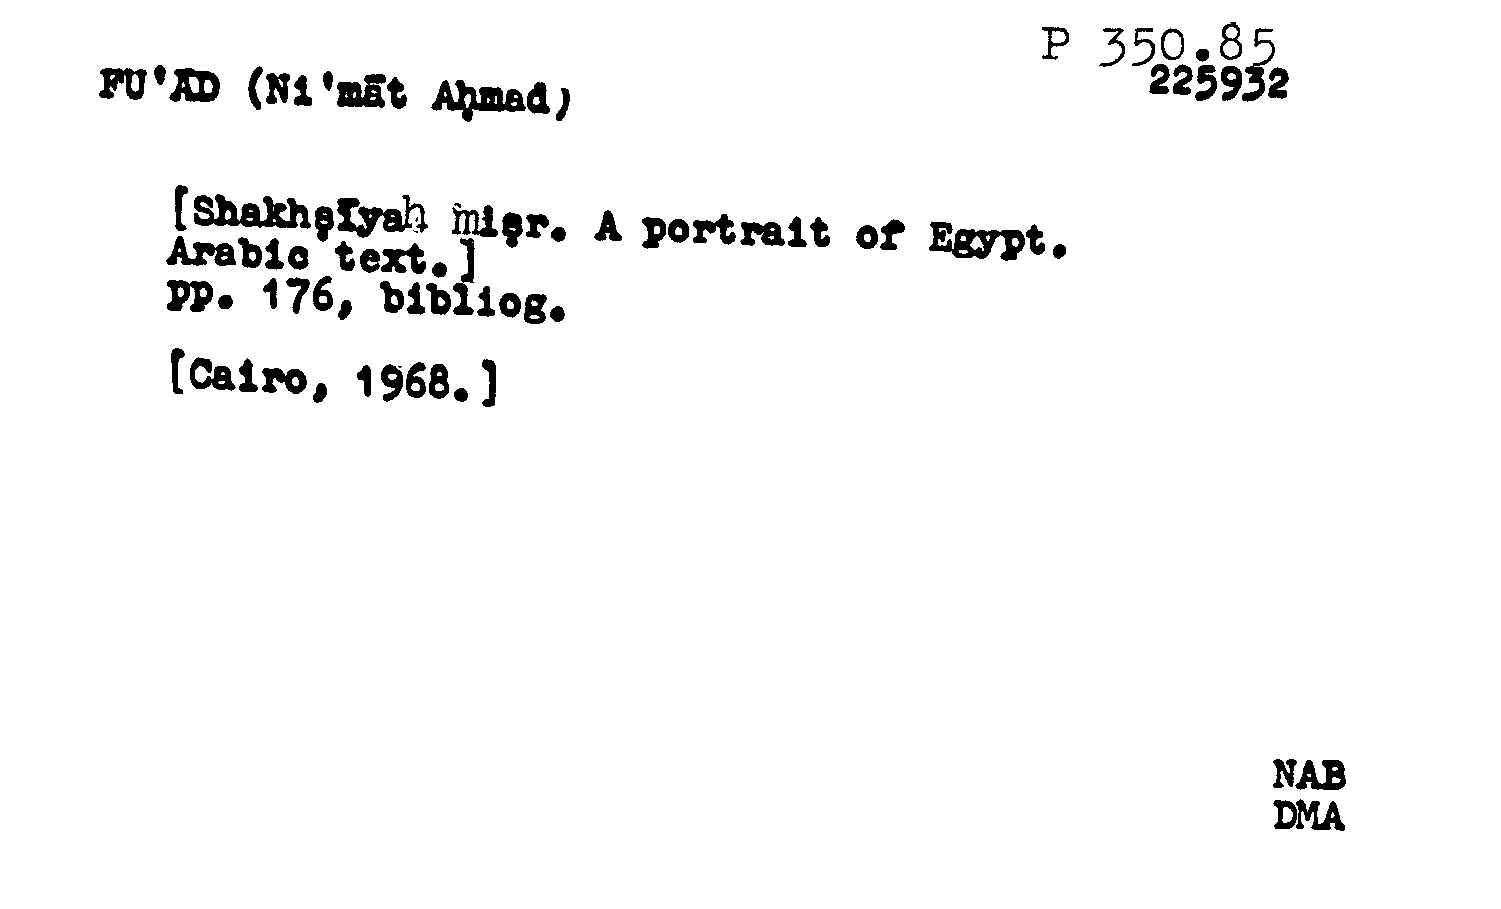 P 350.85
225932
FU'AD (Ni'māt Aḥmad)
[Shakhṣīyah miṣr. A portrait of Egypt.
Arabic text.]
pp. 176, bibliog.
[Cairo, 1968.]
NAB
DMA